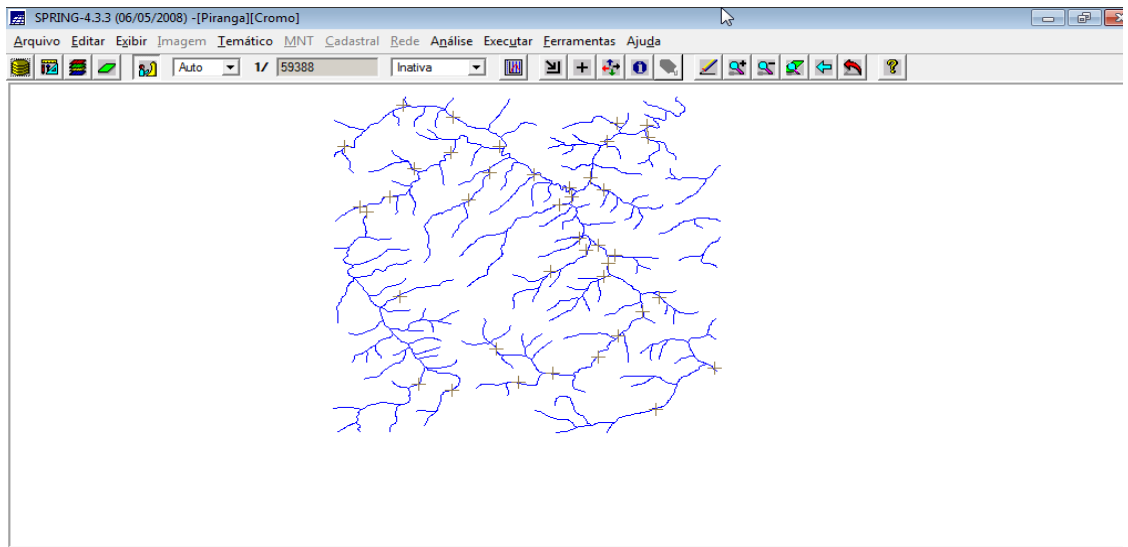 SPRING-4.3.3 (06/05/2008) -[Piranga][Cromo]
Arquivo Editar Exibir Imagem Temático MNT Cadastral Rede Análise Executar Ferramentas Ajuda
Auto 1/ 59388 Inativa